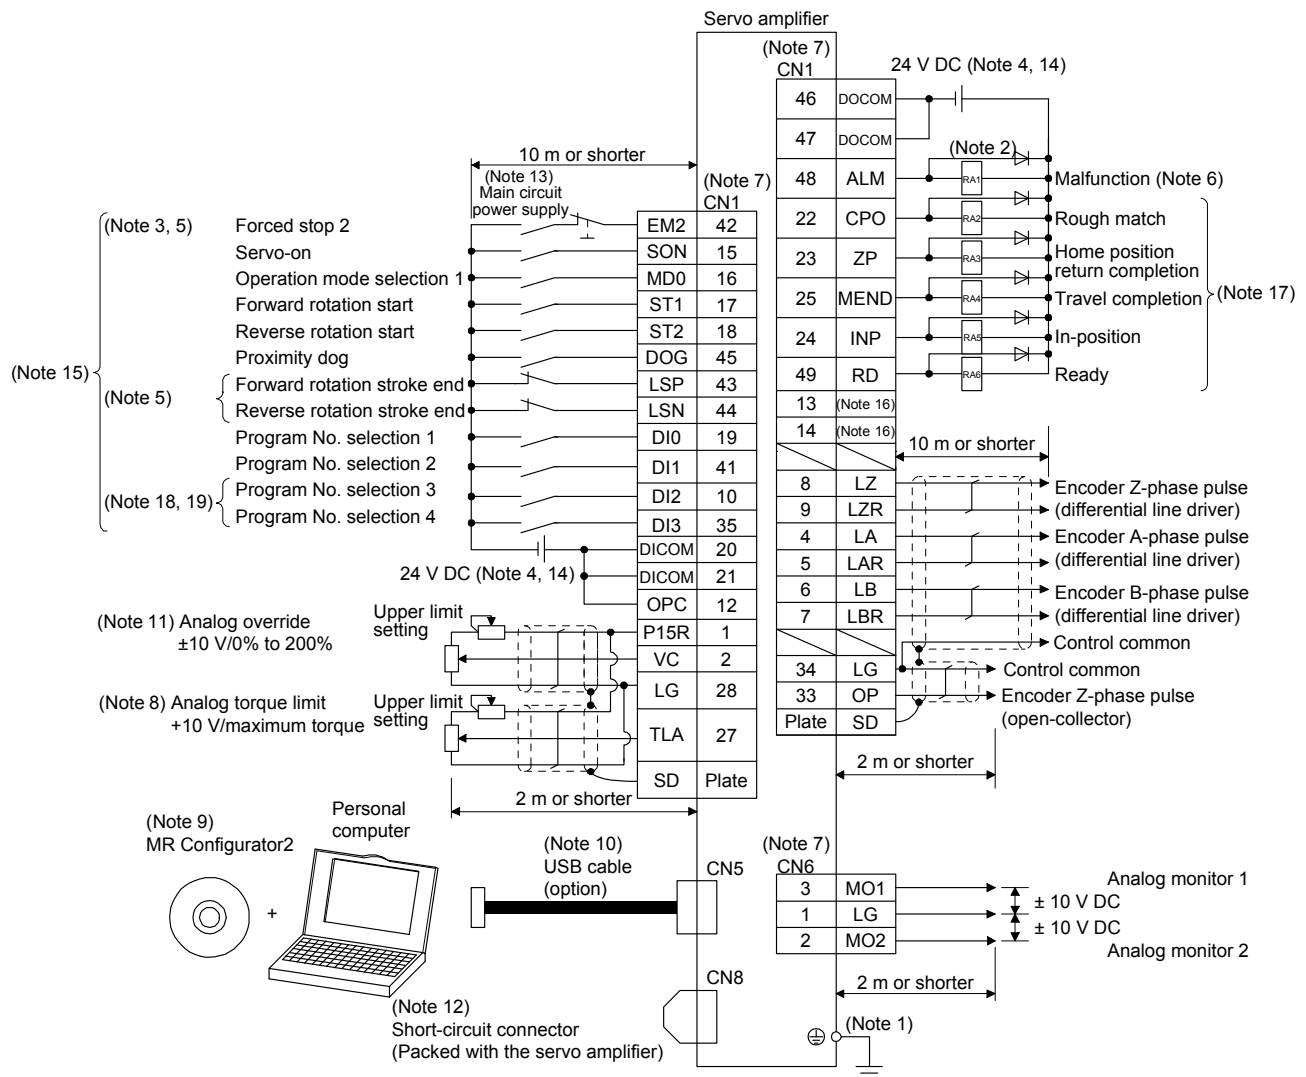 Servo amplifier
(Note 7)
CN1
24 V DC (Note 4, 14)
46 DOCOM
47 DOCOM
(Note 2)
48 ALM RA1 Malfunction (Note 6)
22 CPO RA2 Rough match
23 ZP RA3 Home position
return completion
25 MEND RA4 Travel completion
(Note 17)
24 INP RA5 In-position
49 RD RA6 Ready
13 (Note 16)
14 (Note 16)
10 m or shorter
8 LZ Encoder Z-phase pulse
9 LZR (differential line driver)
4 LA Encoder A-phase pulse
5 LAR (differential line driver)
6 LB Encoder B-phase pulse
7 LBR (differential line driver)
Control common
34 LG Control common
33 OP Encoder Z-phase pulse
(open-collector)
Plate SD
2 m or shorter
10 m or shorter
(Note 13)
Main circuit
power supply
(Note 7)
CN1
(Note 15)
(Note 3, 5) Forced stop 2 EM2 42
Servo-on SON 15
Operation mode selection 1 MD0 16
Forward rotation start ST1 17
Reverse rotation start ST2 18
Proximity dog DOG 45
(Note 5)
Forward rotation stroke end LSP 43
Reverse rotation stroke end LSN 44
Program No. selection 1 DI0 19
Program No. selection 2 DI1 41
(Note 18, 19)
Program No. selection 3 DI2 10
Program No. selection 4 DI3 35
DICOM 20
24 V DC (Note 4, 14)
DICOM 21
OPC 12
(Note 11) Analog override
±10 V/0% to 200%
Upper limit
setting
P15R 1
VC 2
LG 28
(Note 8) Analog torque limit
+10 V/maximum torque
Upper limit
setting
TLA 27
SD Plate
2 m or shorter
(Note 9)
MR Configurator2
+
Personal
computer
(Note 10)
USB cable
(option)
CN5
CN8
(Note 12)
Short-circuit connector
(Packed with the servo amplifier)
(Note 7)
CN6
3 MO1 Analog monitor 1
± 10 V DC
1 LG
± 10 V DC
2 MO2 Analog monitor 2
2 m or shorter
(Note 1)